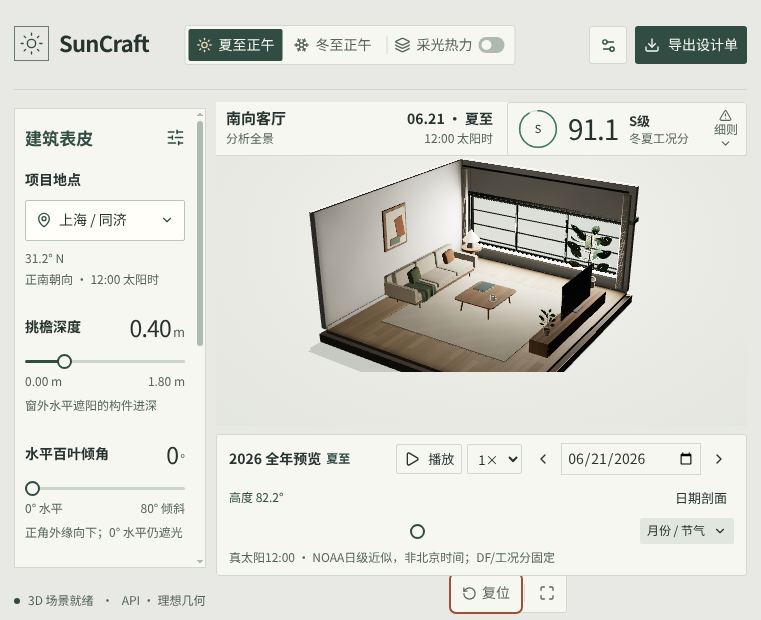 SunCraft
夏至正午
冬至正午
采光热力
导出设计单
建筑表皮
项目地点
上海 / 同济
31.2° N
正南朝向 · 12:00 太阳时
挑檐深度
0.40 m
0.00 m
1.80 m
窗外水平遮阳的构件进深
水平百叶倾角
0°
0° 水平
80° 倾斜
正角外缘向下；0° 水平仍遮光
南向客厅
06.21 · 夏至
分析全景
12:00 太阳时
S
91.1
S级
冬夏工况分
细则
2026 全年预览 夏至
播放
1×
06/21/2026
高度 82.2°
日期剖面
月份 / 节气
真太阳12:00 · NOAA日级近似，非北京时间；DF/工况分固定
3D 场景就绪 · API · 理想几何
复位